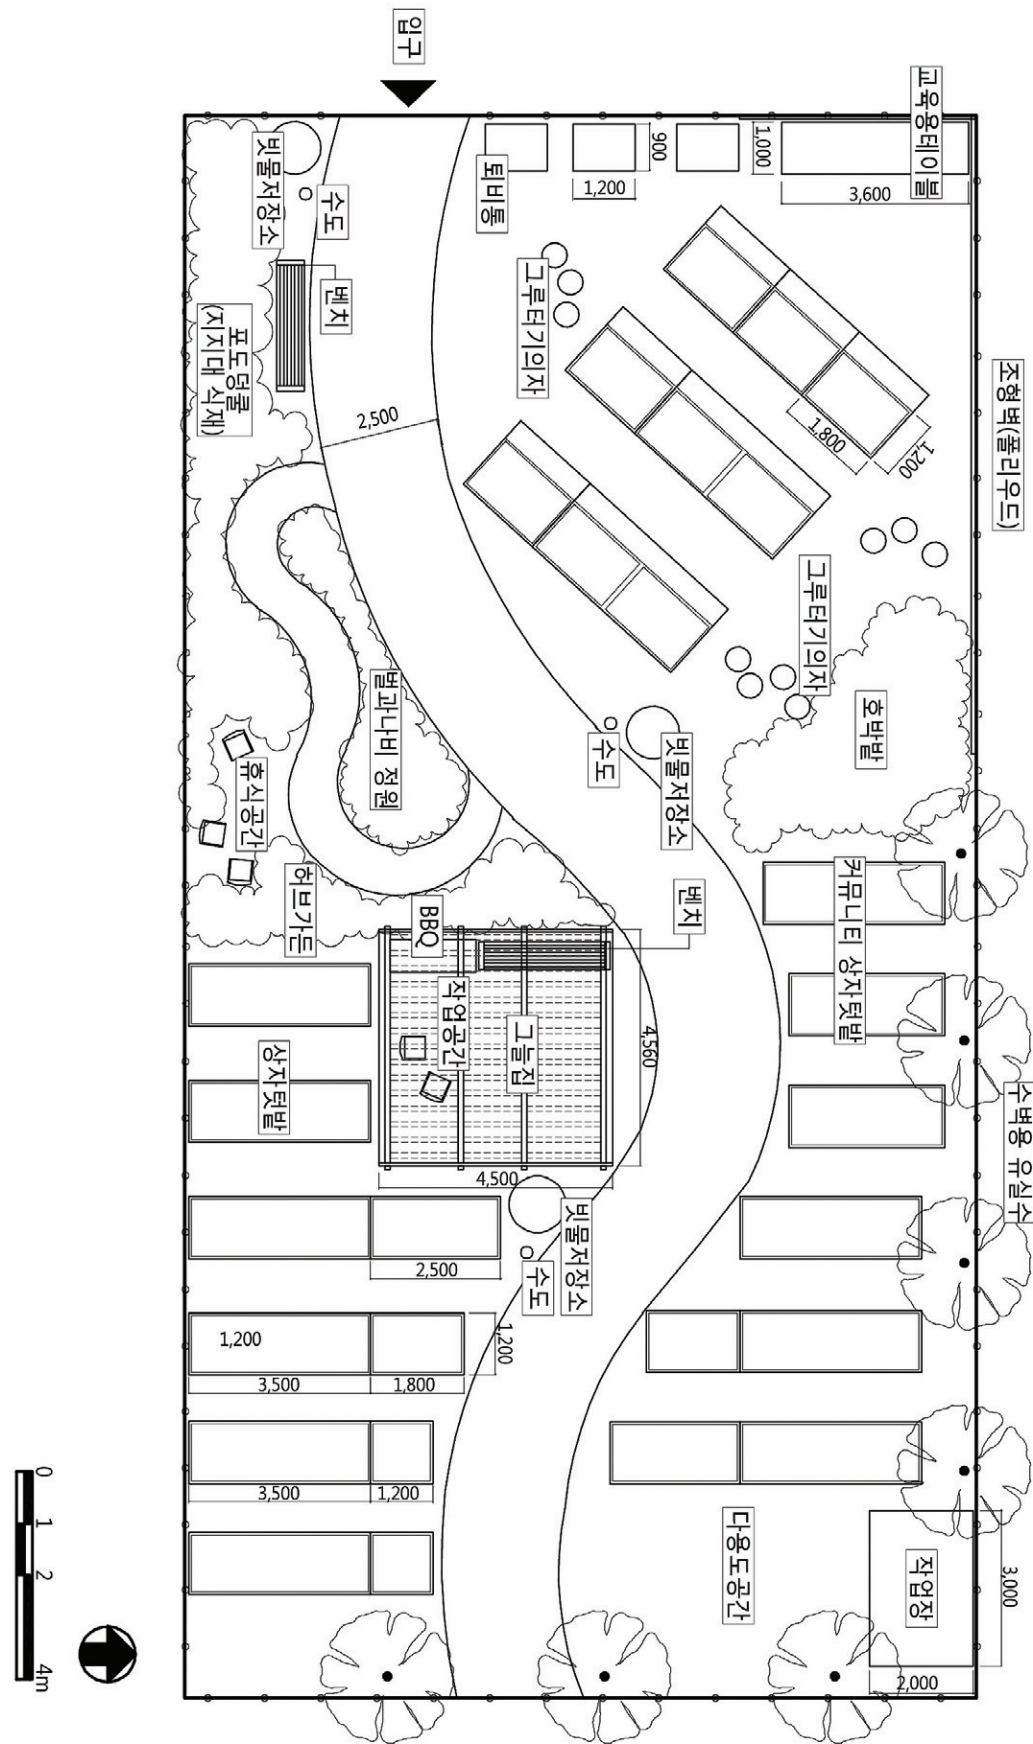 입구
교육용테이블
빗물저장소
수도
퇴비통
900
1,200
1,000
3,600
벤치
그루터기의자
포도덩쿨
(지지대 식재)
2,500
1,800
1,200
조형벽(폴리우드)
그루터기의자
호박밭
벌과나비 정원
수도
빗물저장소
휴식공간
허브가든
BBQ
벤치
커뮤니티 상자텃밭
작업공간
그늘집
4,560
상자텃밭
수벽용 유실수
4,500
빗물저장소
수도
2,500
1,200
1,200
3,500
1,800
3,500
1,200
다용도공간
작업장
3,000
2,000
0
1
2
4m